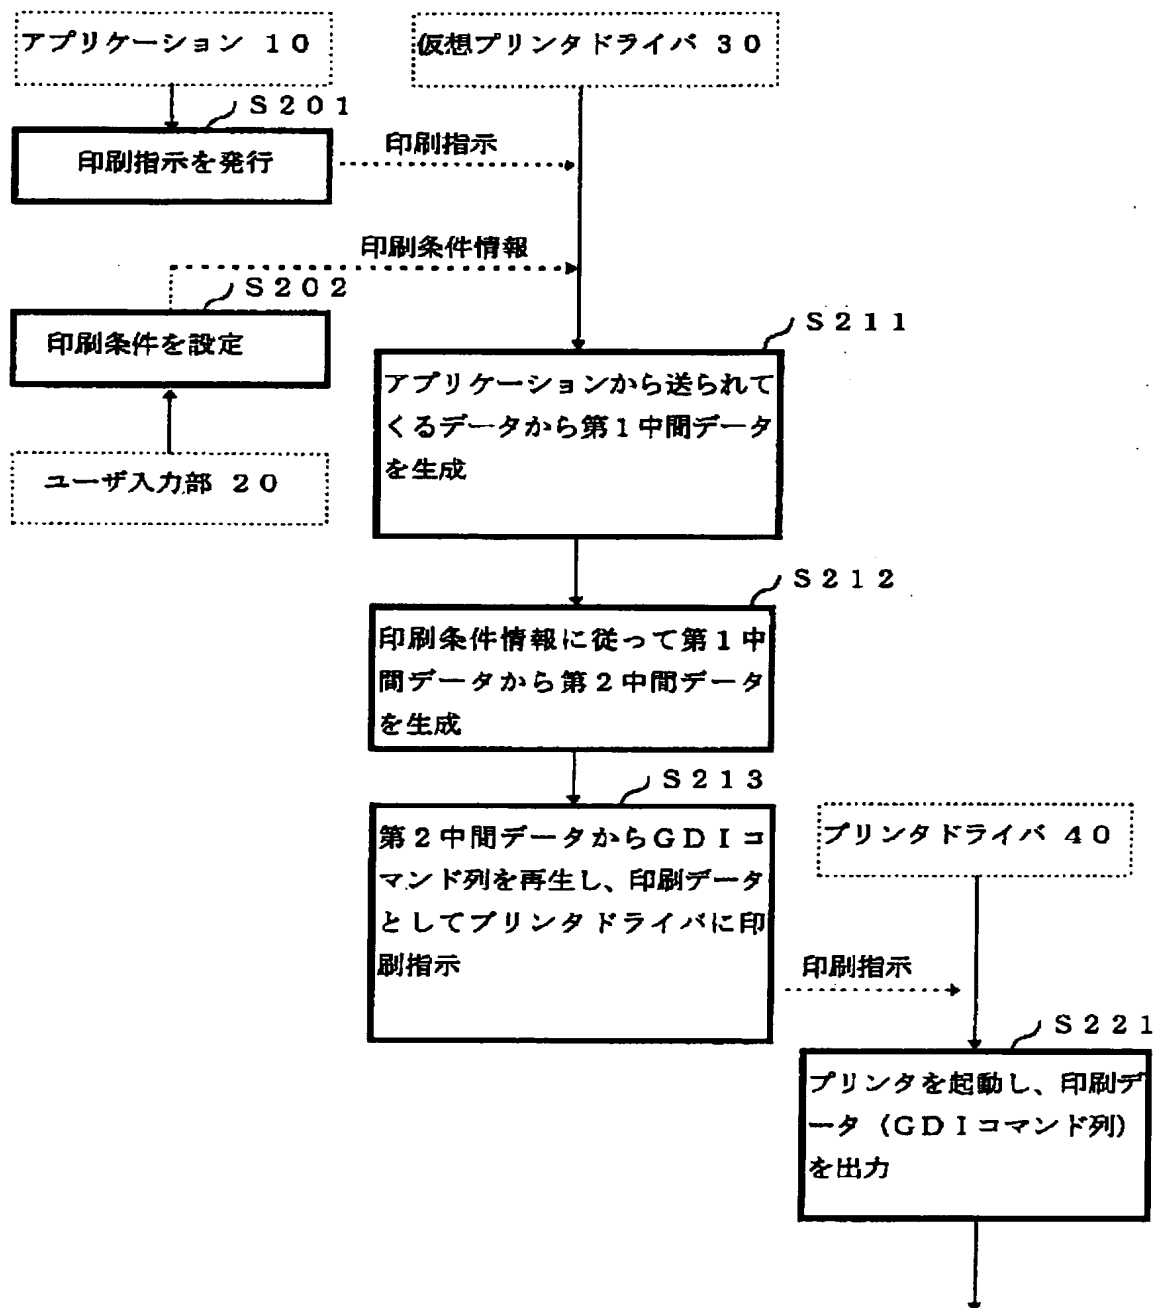 アプリケーション １０
仮想プリンタドライバ ３０
Ｓ２０１
印刷指示を発行
印刷指示
印刷条件情報
Ｓ２０２
印刷条件を設定
ユーザ入力部 ２０
Ｓ２１１
アプリケーションから送られて
くるデータから第１中間データ
を生成
Ｓ２１２
印刷条件情報に従って第１中
間データから第２中間データ
を生成
Ｓ２１３
第２中間データからＧＤＩコ
マンド列を再生し、印刷データ
としてプリンタドライバに印
刷指示
プリンタドライバ ４０
印刷指示
Ｓ２２１
プリンタを起動し、印刷デ
ータ（ＧＤＩコマンド列）
を出力